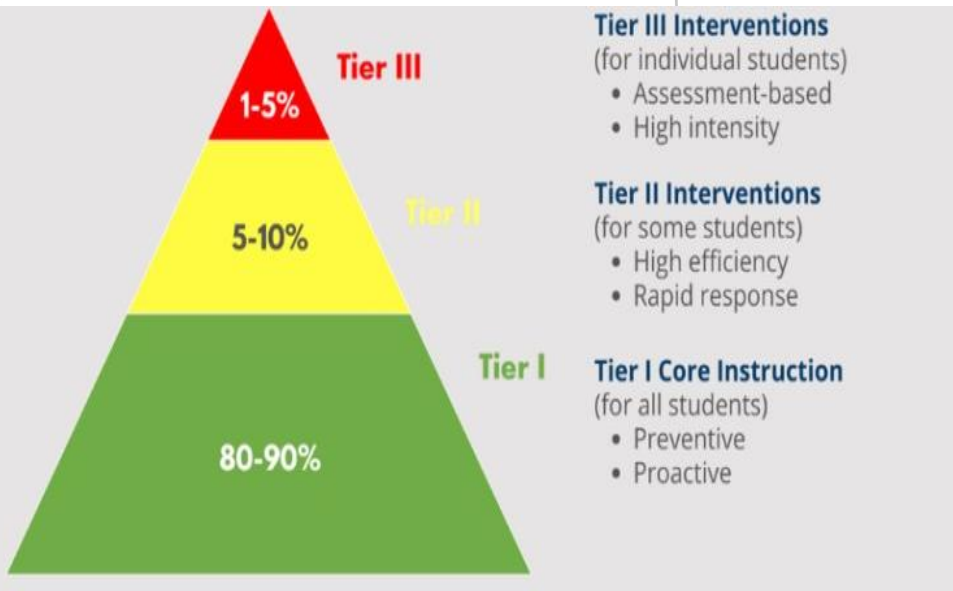 Tier III
1-5%
Tier II
5-10%
Tier I
80-90%
Tier III Interventions
(for individual students)
• Assessment-based
• High intensity
Tier II Interventions
(for some students)
• High efficiency
• Rapid response
Tier I Core Instruction
(for all students)
• Preventive
• Proactive